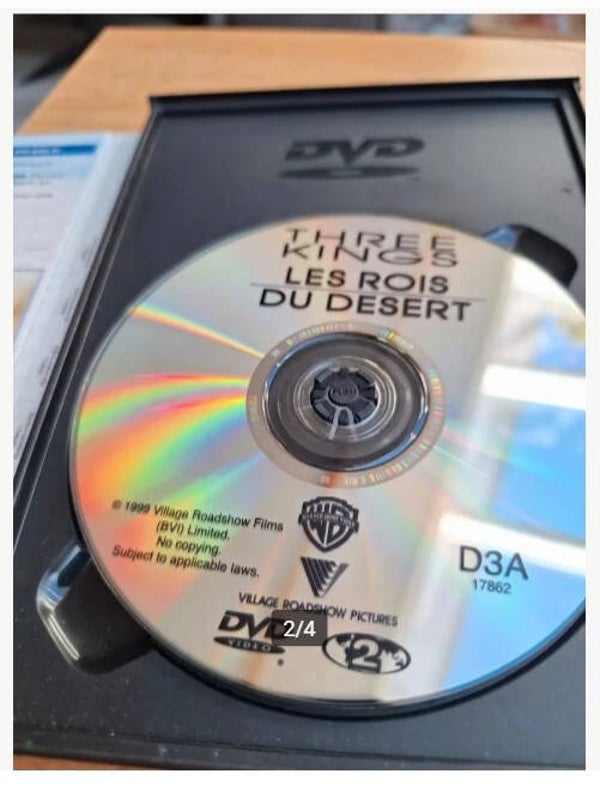 DVD
THREE
KINGS
LES ROIS
DU DESERT
PUSH
© 1999 Village Roadshow Films
(BVI) Limited.
No copying.
Subject to applicable laws.
D3A
17862
VILLAGE ROADSHOW PICTURES
DVD
VIDEO
2
2/4